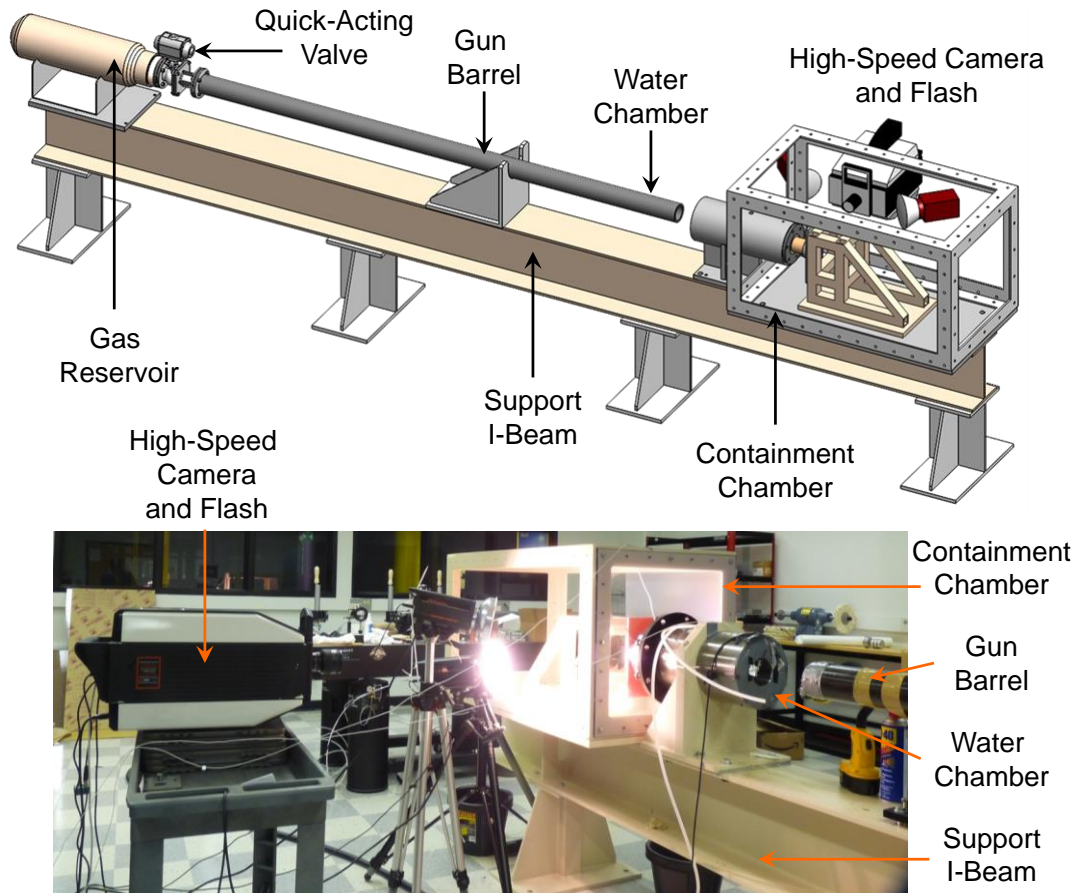 Quick-Acting
Valve
Gun
Barrel
Water
Chamber
High-Speed Camera
and Flash
Gas
Reservoir
Support
I-Beam
Containment
Chamber
High-Speed
Camera
and Flash
Containment
Chamber
Gun
Barrel
Water
Chamber
Support
I-Beam
40